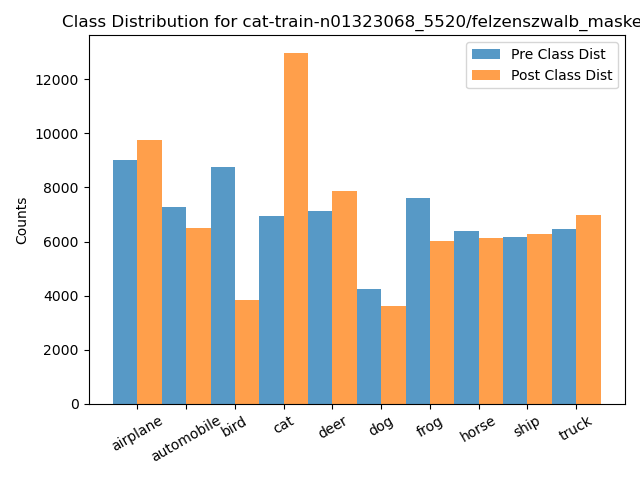 Class Distribution for cat-train-n01323068_5520/felzenszwalb_maske
Pre Class Dist
Post Class Dist
Counts
12000
10000
8000
6000
4000
2000
0
airplane
automobile
bird
cat
deer
dog
frog
horse
ship
truck